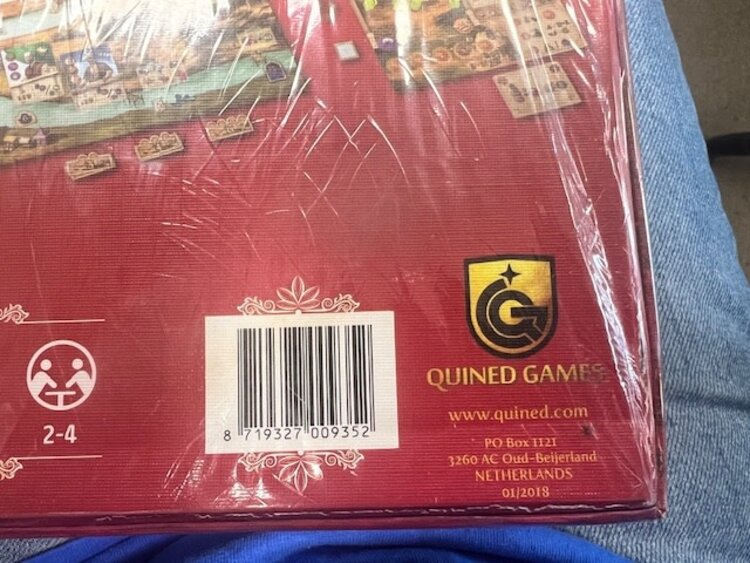 2-4
8 719327 009352
QUINED GAMES
www.quined.com
PO Box 1121
3260 AC Oud-Beijerland
NETHERLANDS
01/2018